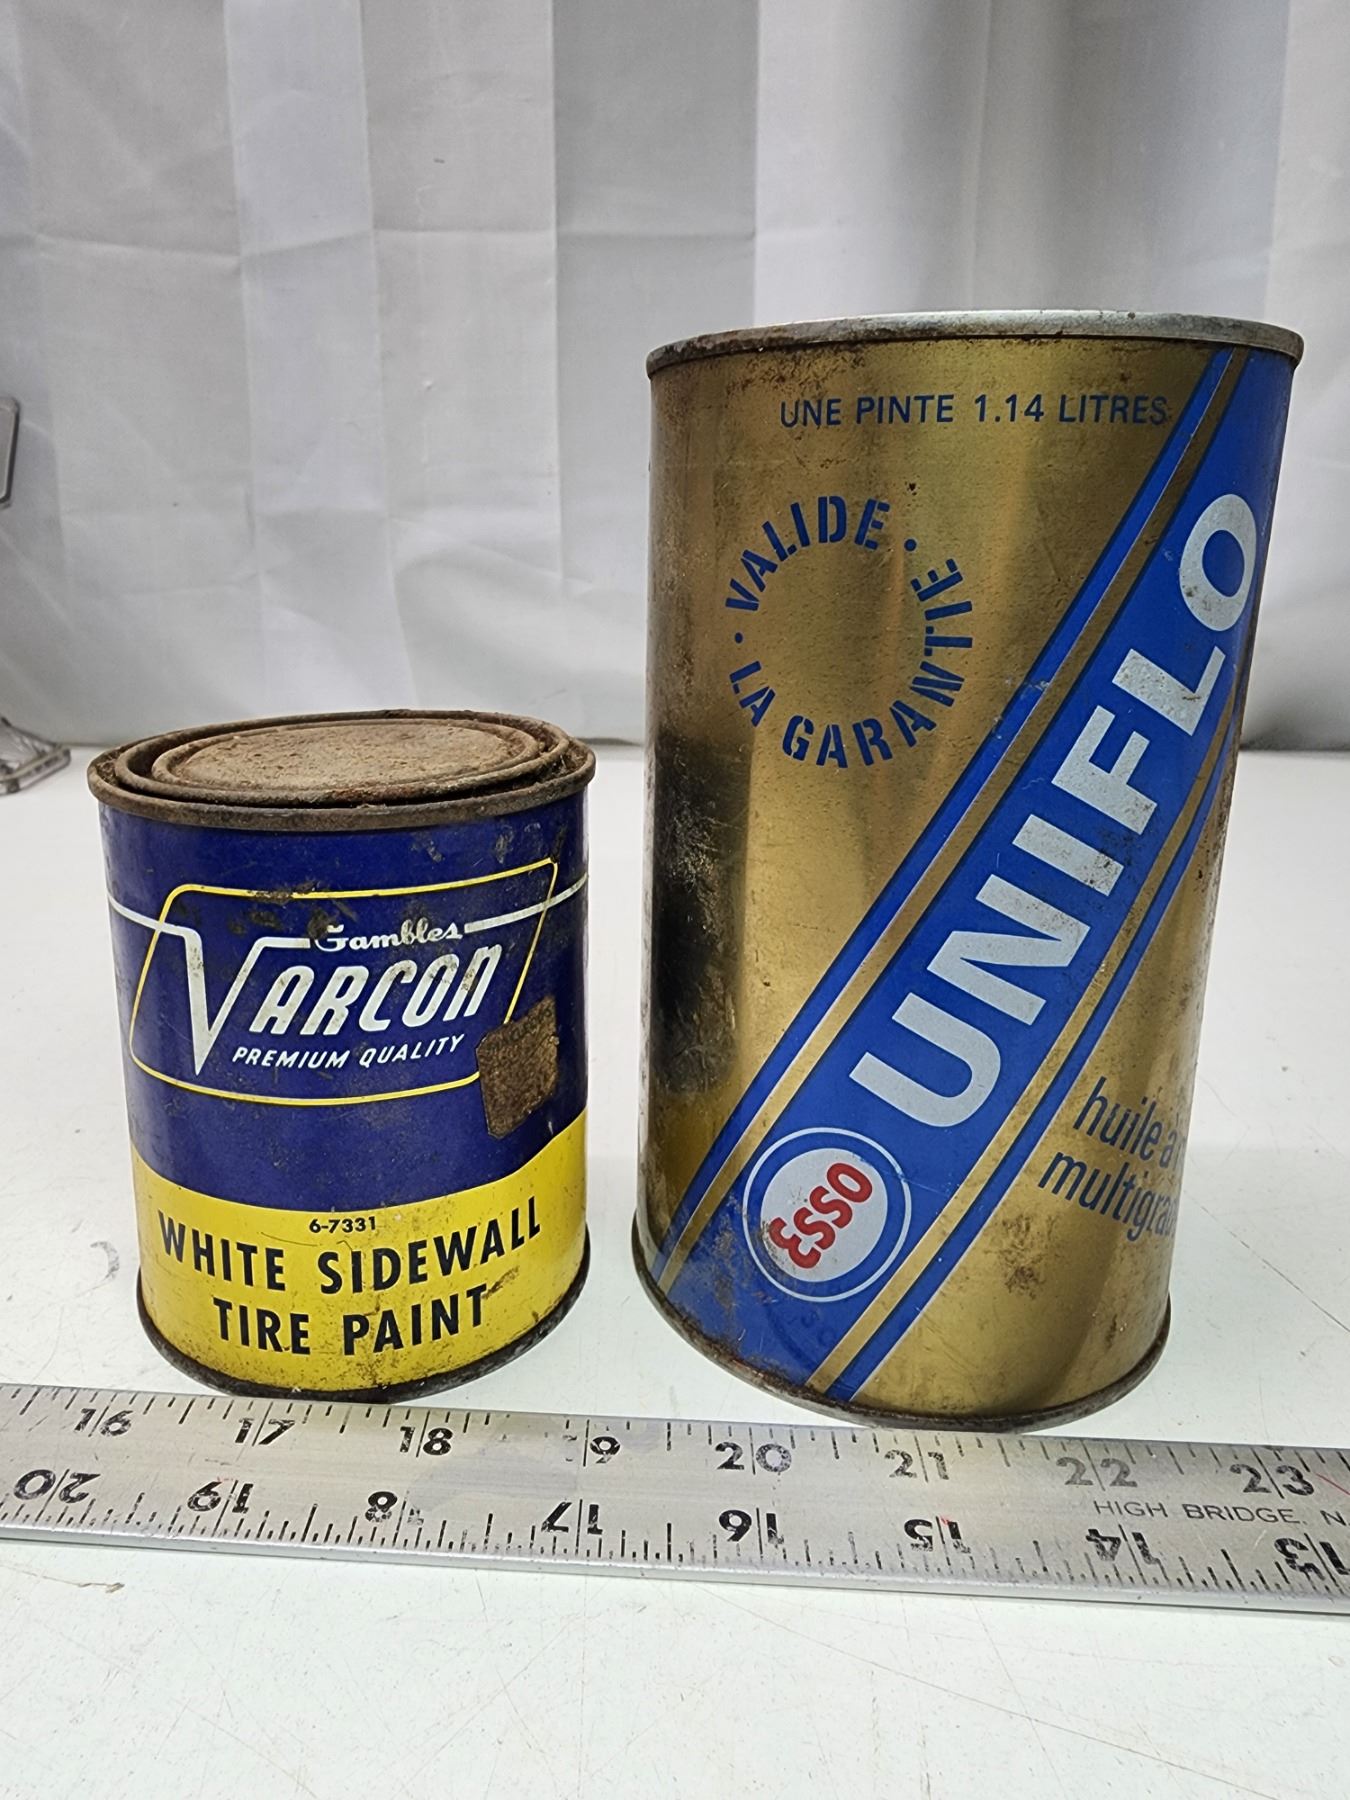 UNE PINTE 1.14 LITRES
• VALIDE •
LA GARANTIE
UNIFLO
Esso
huile à
Gambles
VARCON
PREMIUM QUALITY
6-7331
WHITE SIDEWALL
TIRE PAINT
16 17 18 19 20 21 22 23
HIGH BRIDGE, N.
20 19 18 17 16 15 14 13